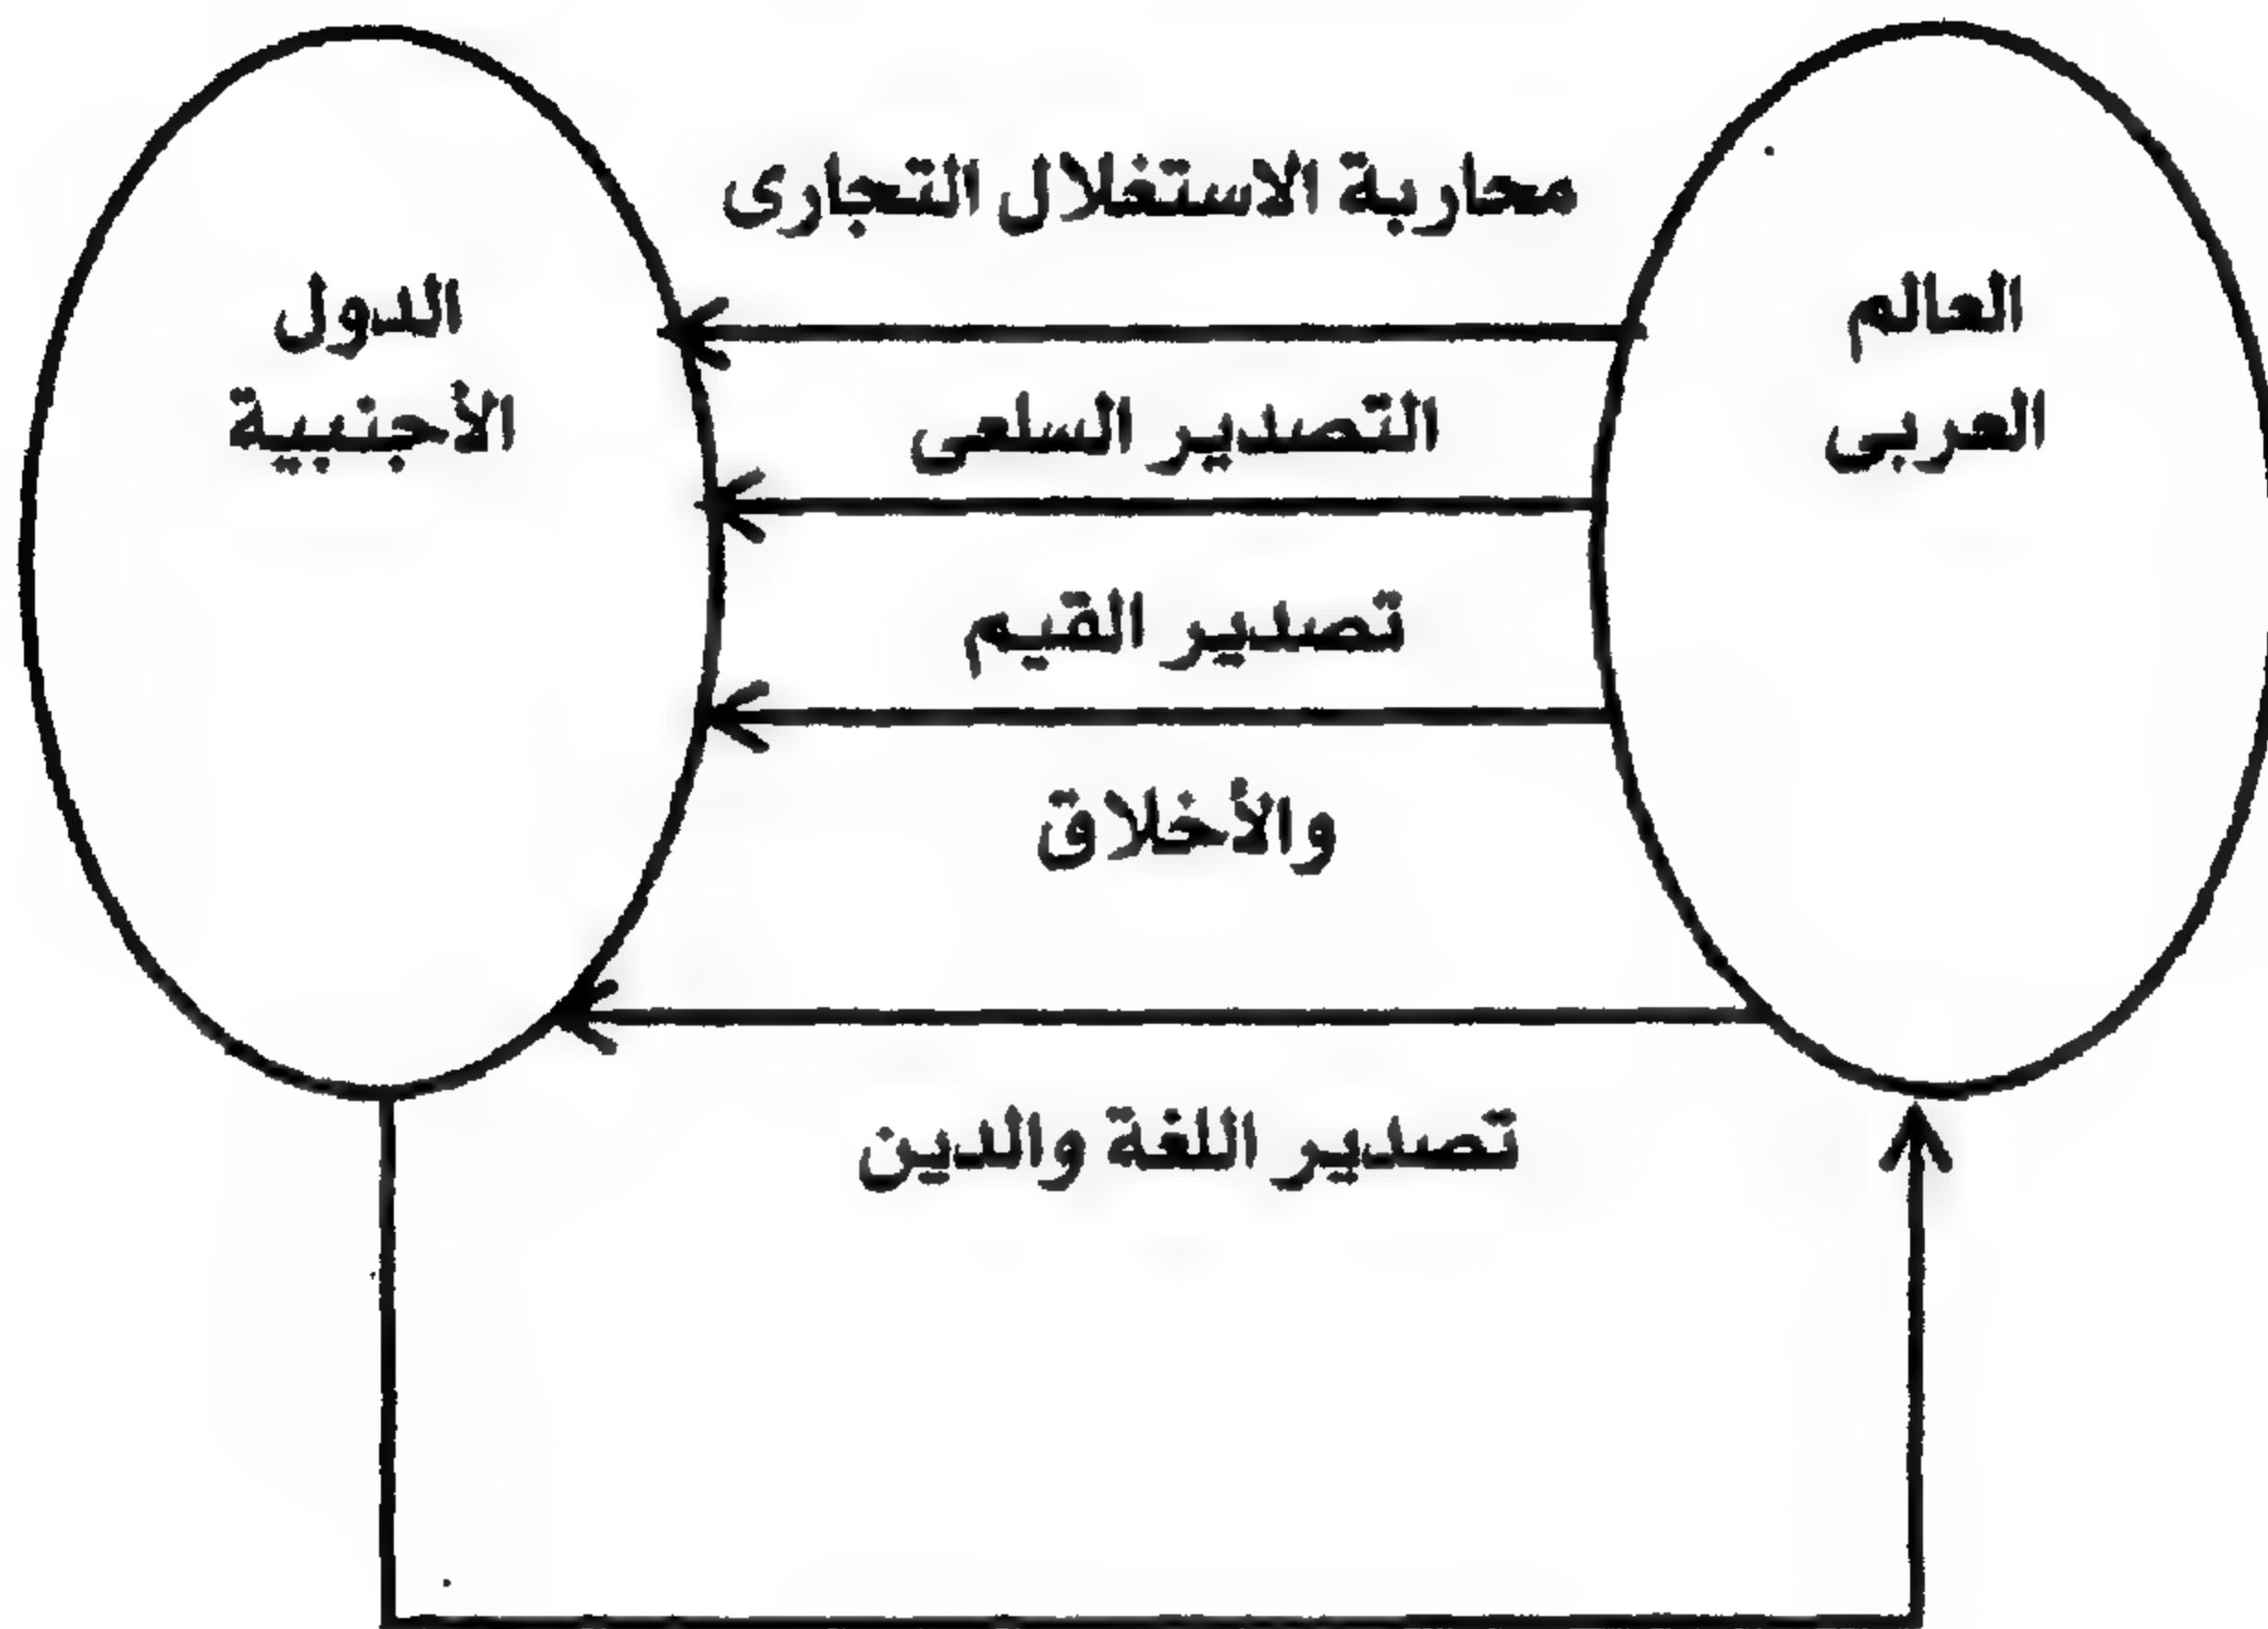 محاربة الاستغلال التجارى
العالم
العربى
الدول
الأجنبية
التصدير السلعى
تصدير القيم
والأخلاق
تصدير اللغة والدين